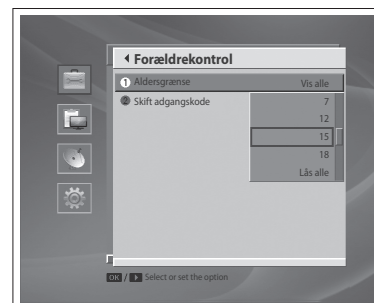 Forældrekontrol
1 Aldersgrænse Vis alle
2 Skift adgangskode 7
12
15
18
Lås alle
OK / Select or set the option